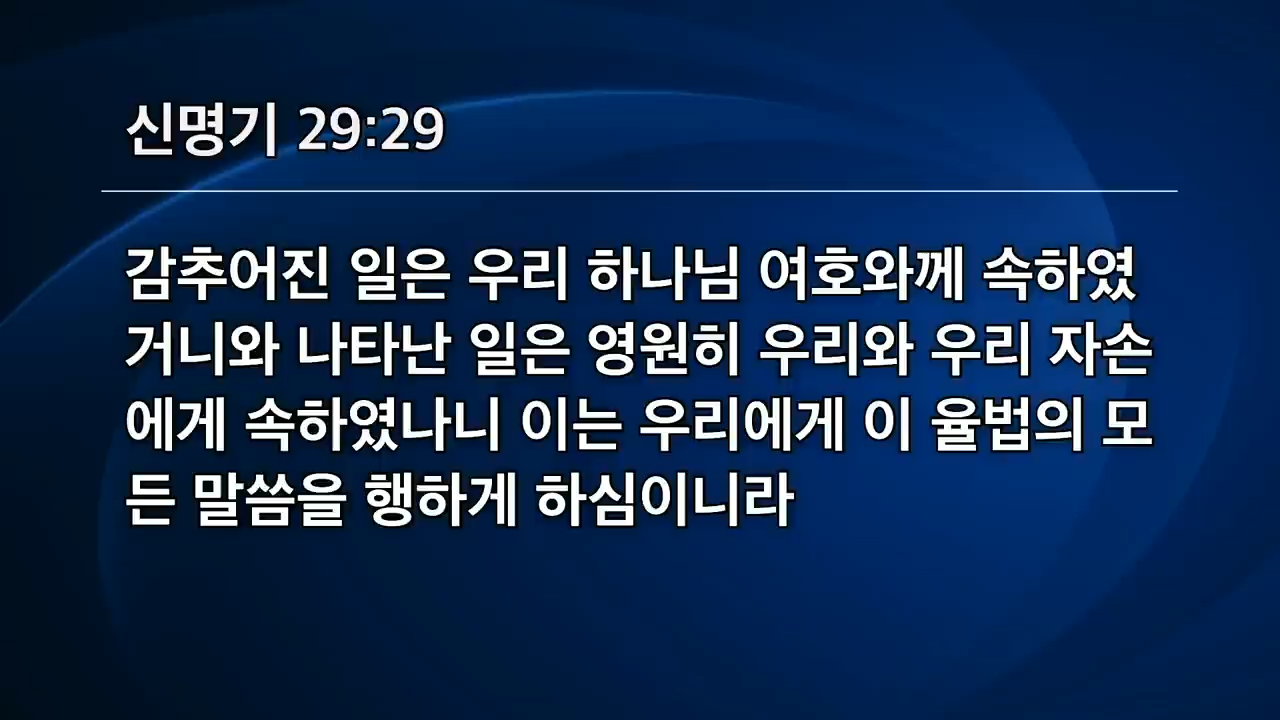 신명기 29:29
감추어진 일은 우리 하나님 여호와께 속하였
거니와 나타난 일은 영원히 우리와 우리 자손
에게 속하였나니 이는 우리에게 이 율법의 모
든 말씀을 행하게 하심이니라